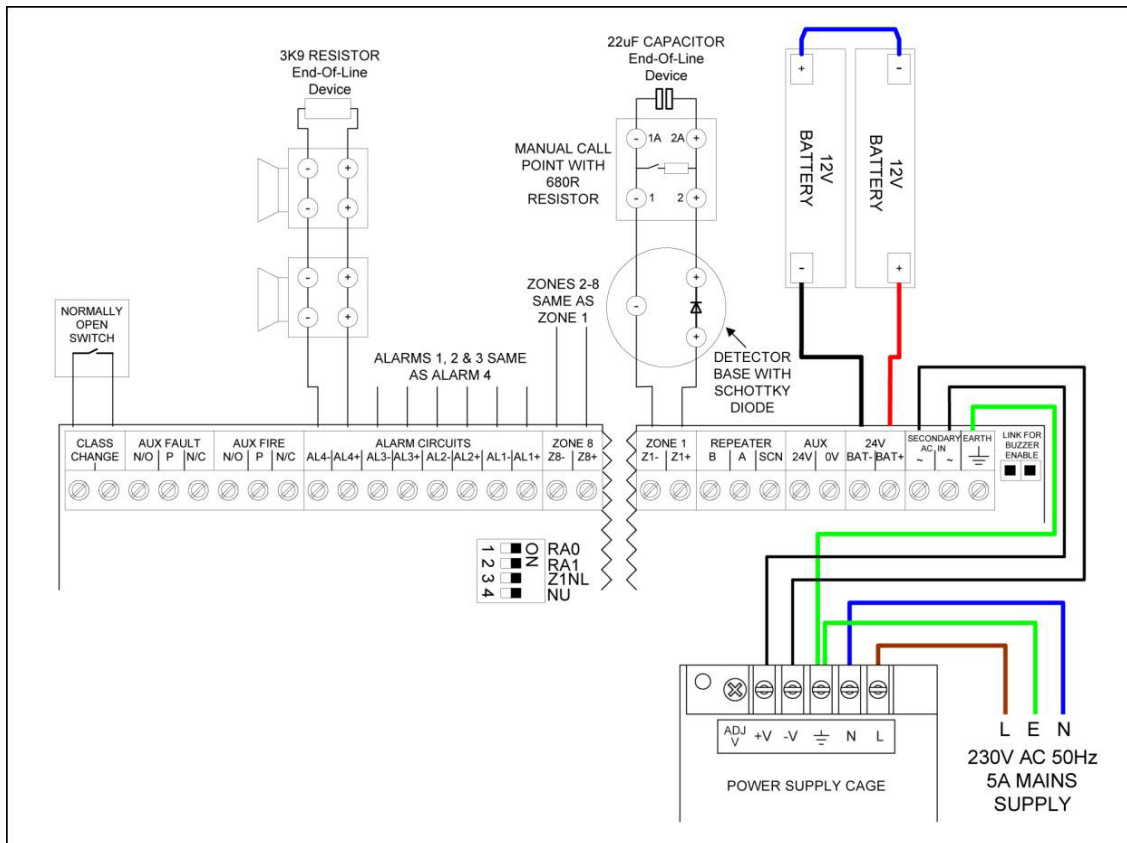 3K9 RESISTOR
End-Of-Line
Device
22uF CAPACITOR
End-Of-Line
Device
+
-
12V
BATTERY
12V
BATTERY
-
+
MANUAL CALL
POINT WITH
680R
RESISTOR
- 1A 2A +
- 1 2 +
- +
- +
- +
- +
ZONES 2-8
SAME AS
ZONE 1
+
-
+
DETECTOR
BASE WITH
SCHOTTKY
DIODE
NORMALLY
OPEN
SWITCH
ALARMS 1, 2 & 3 SAME
AS ALARM 4
CLASS
CHANGE
AUX FAULT
N/O P N/C
AUX FIRE
N/O P N/C
ALARM CIRCUITS
AL4- AL4+ AL3- AL3+ AL2- AL2+ AL1- AL1+
ZONE 8
Z8- Z8+
ZONE 1
Z1- Z1+
REPEATER
B A SCN
AUX
24V 0V
24V
BAT- BAT+
SECONDARY
AC IN
~ ~
EARTH
LINK FOR
BUZZER
ENABLE
1 2 3 4
ON
RA0
RA1
Z1NL
NU
ADJ
V
+V -V N L
POWER SUPPLY CAGE
L E N
230V AC 50Hz
5A MAINS
SUPPLY